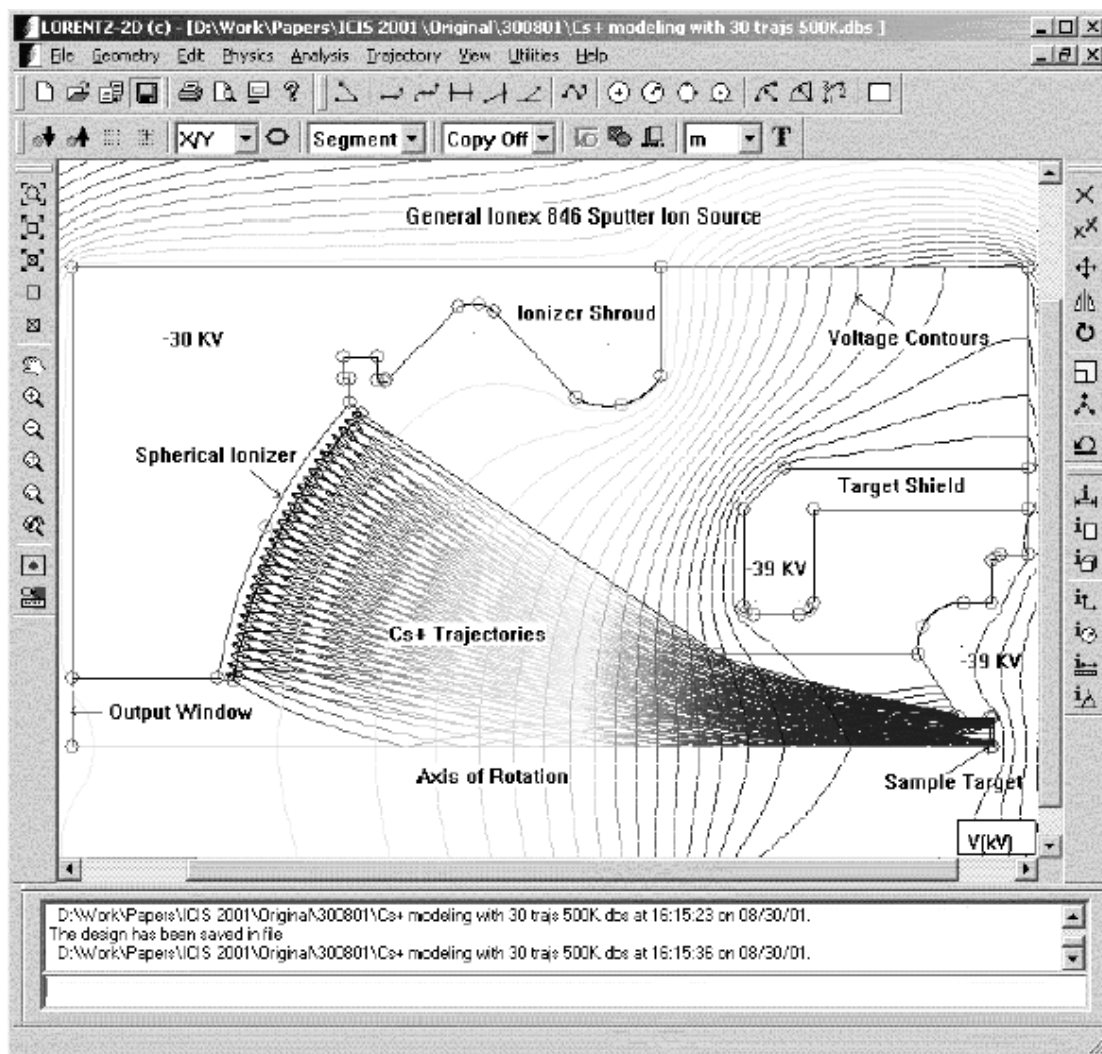 LORENTZ-2D (c) - [D:\Work\Papers\ICIS 2001\Original\300801\Cs+ modeling with 30 trajs 500K.dbs ]
File Geometry Edit Physics Analysis Trajectory View Utilities Help
X/Y Segment Copy Off m T
General Ionex 846 Sputter Ion Source
Ionizer Shroud
-30 KV
Voltage Contours
Spherical Ionizer
Target Shield
-39 KV
Cs+ Trajectories
-39 KV
Output Window
Axis of Rotation
Sample Target
V(kV)
D:\Work\Papers\ICIS 2001\Original\300801\Cs+ modeling with 30 trajs 500K.dbs at 16:15:23 on 08/30/01.
The design has been saved in file
D:\Work\Papers\ICIS 2001\Original\300801\Cs+ modeling with 30 trajs 500K.dbs at 16:15:36 on 08/30/01.